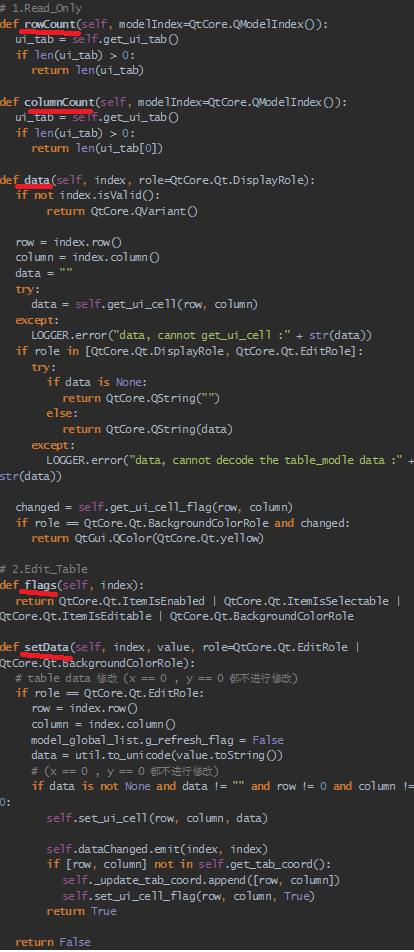 # 1.Read_Only
def rowCount(self, modelIndex=QtCore.QModelIndex()):
ui_tab = self.get_ui_tab()
if len(ui_tab) > 0:
return len(ui_tab)
def columnCount(self, modelIndex=QtCore.QModelIndex()):
ui_tab = self.get_ui_tab()
if len(ui_tab) > 0:
return len(ui_tab[0])
def data(self, index, role=QtCore.Qt.DisplayRole):
if not index.isValid():
return QtCore.QVariant()
row = index.row()
column = index.column()
data = ""
try:
data = self.get_ui_cell(row, column)
except:
LOGGER.error("data, cannot get_ui_cell :" + str(data))
if role in [QtCore.Qt.DisplayRole, QtCore.Qt.EditRole]:
try:
if data is None:
return QtCore.QString("")
else:
return QtCore.QString(data)
except:
LOGGER.error("data, cannot decode the table_modle data :" +
str(data))
changed = self.get_ui_cell_flag(row, column)
if role == QtCore.Qt.BackgroundColorRole and changed:
return QtGui.QColor(QtCore.Qt.yellow)
# 2.Edit_Table
def flags(self, index):
return QtCore.Qt.ItemIsEnabled | QtCore.Qt.ItemIsSelectable |
QtCore.Qt.ItemIsEditable | QtCore.Qt.BackgroundColorRole
def setData(self, index, value, role=QtCore.Qt.EditRole |
QtCore.Qt.BackgroundColorRole):
# table data 修改 (x == 0 , y == 0 都不进行修改)
if role == QtCore.Qt.EditRole:
row = index.row()
column = index.column()
model_global_list.g_refresh_flag = False
data = util.to_unicode(value.toString())
# (x == 0 , y == 0 都不进行修改)
if data is not None and data != "" and row != 0 and column !=
0:
self.set_ui_cell(row, column, data)
self.dataChanged.emit(index, index)
if [row, column] not in self.get_tab_coord():
self._update_tab_coord.append([row, column])
self.set_ui_cell_flag(row, column, True)
return True
return False